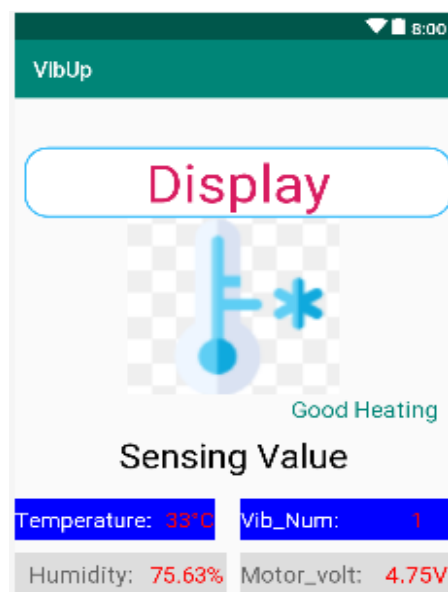 8:00
VIbUp
Display
Good Heating
Sensing Value
Temperature: 33°C Vib_Num: 1
Humidity: 75.63% Motor_volt: 4.75V